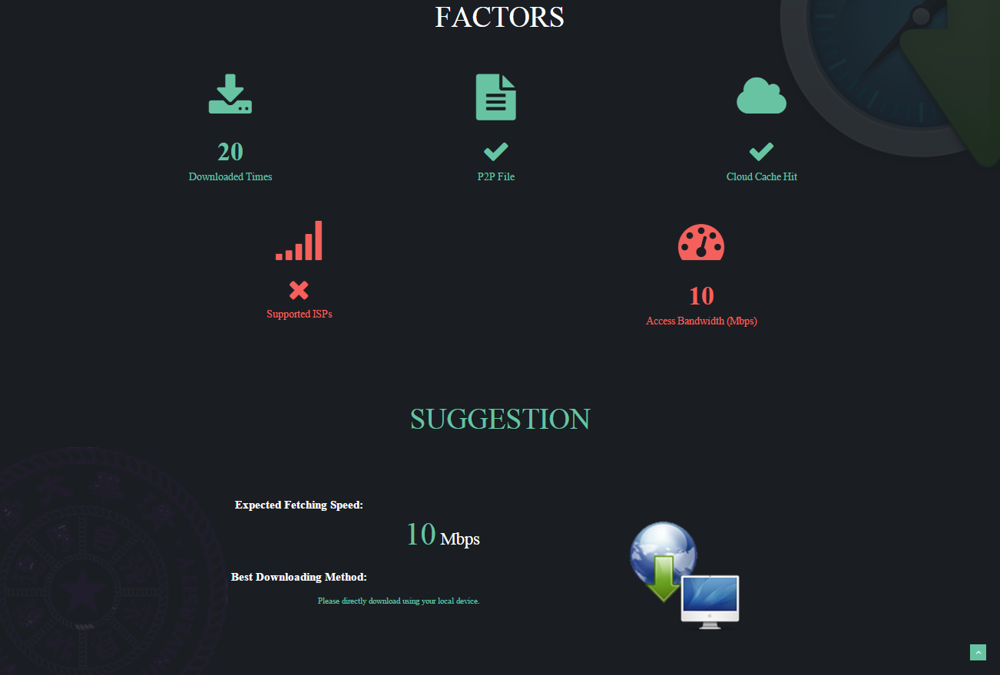 FACTORS
20
Downloaded Times
P2P File
Cloud Cache Hit
Supported ISPs
10
Access Bandwidth (Mbps)
SUGGESTION
Expected Fetching Speed:
10 Mbps
Best Downloading Method:
Please directly download using your local device.